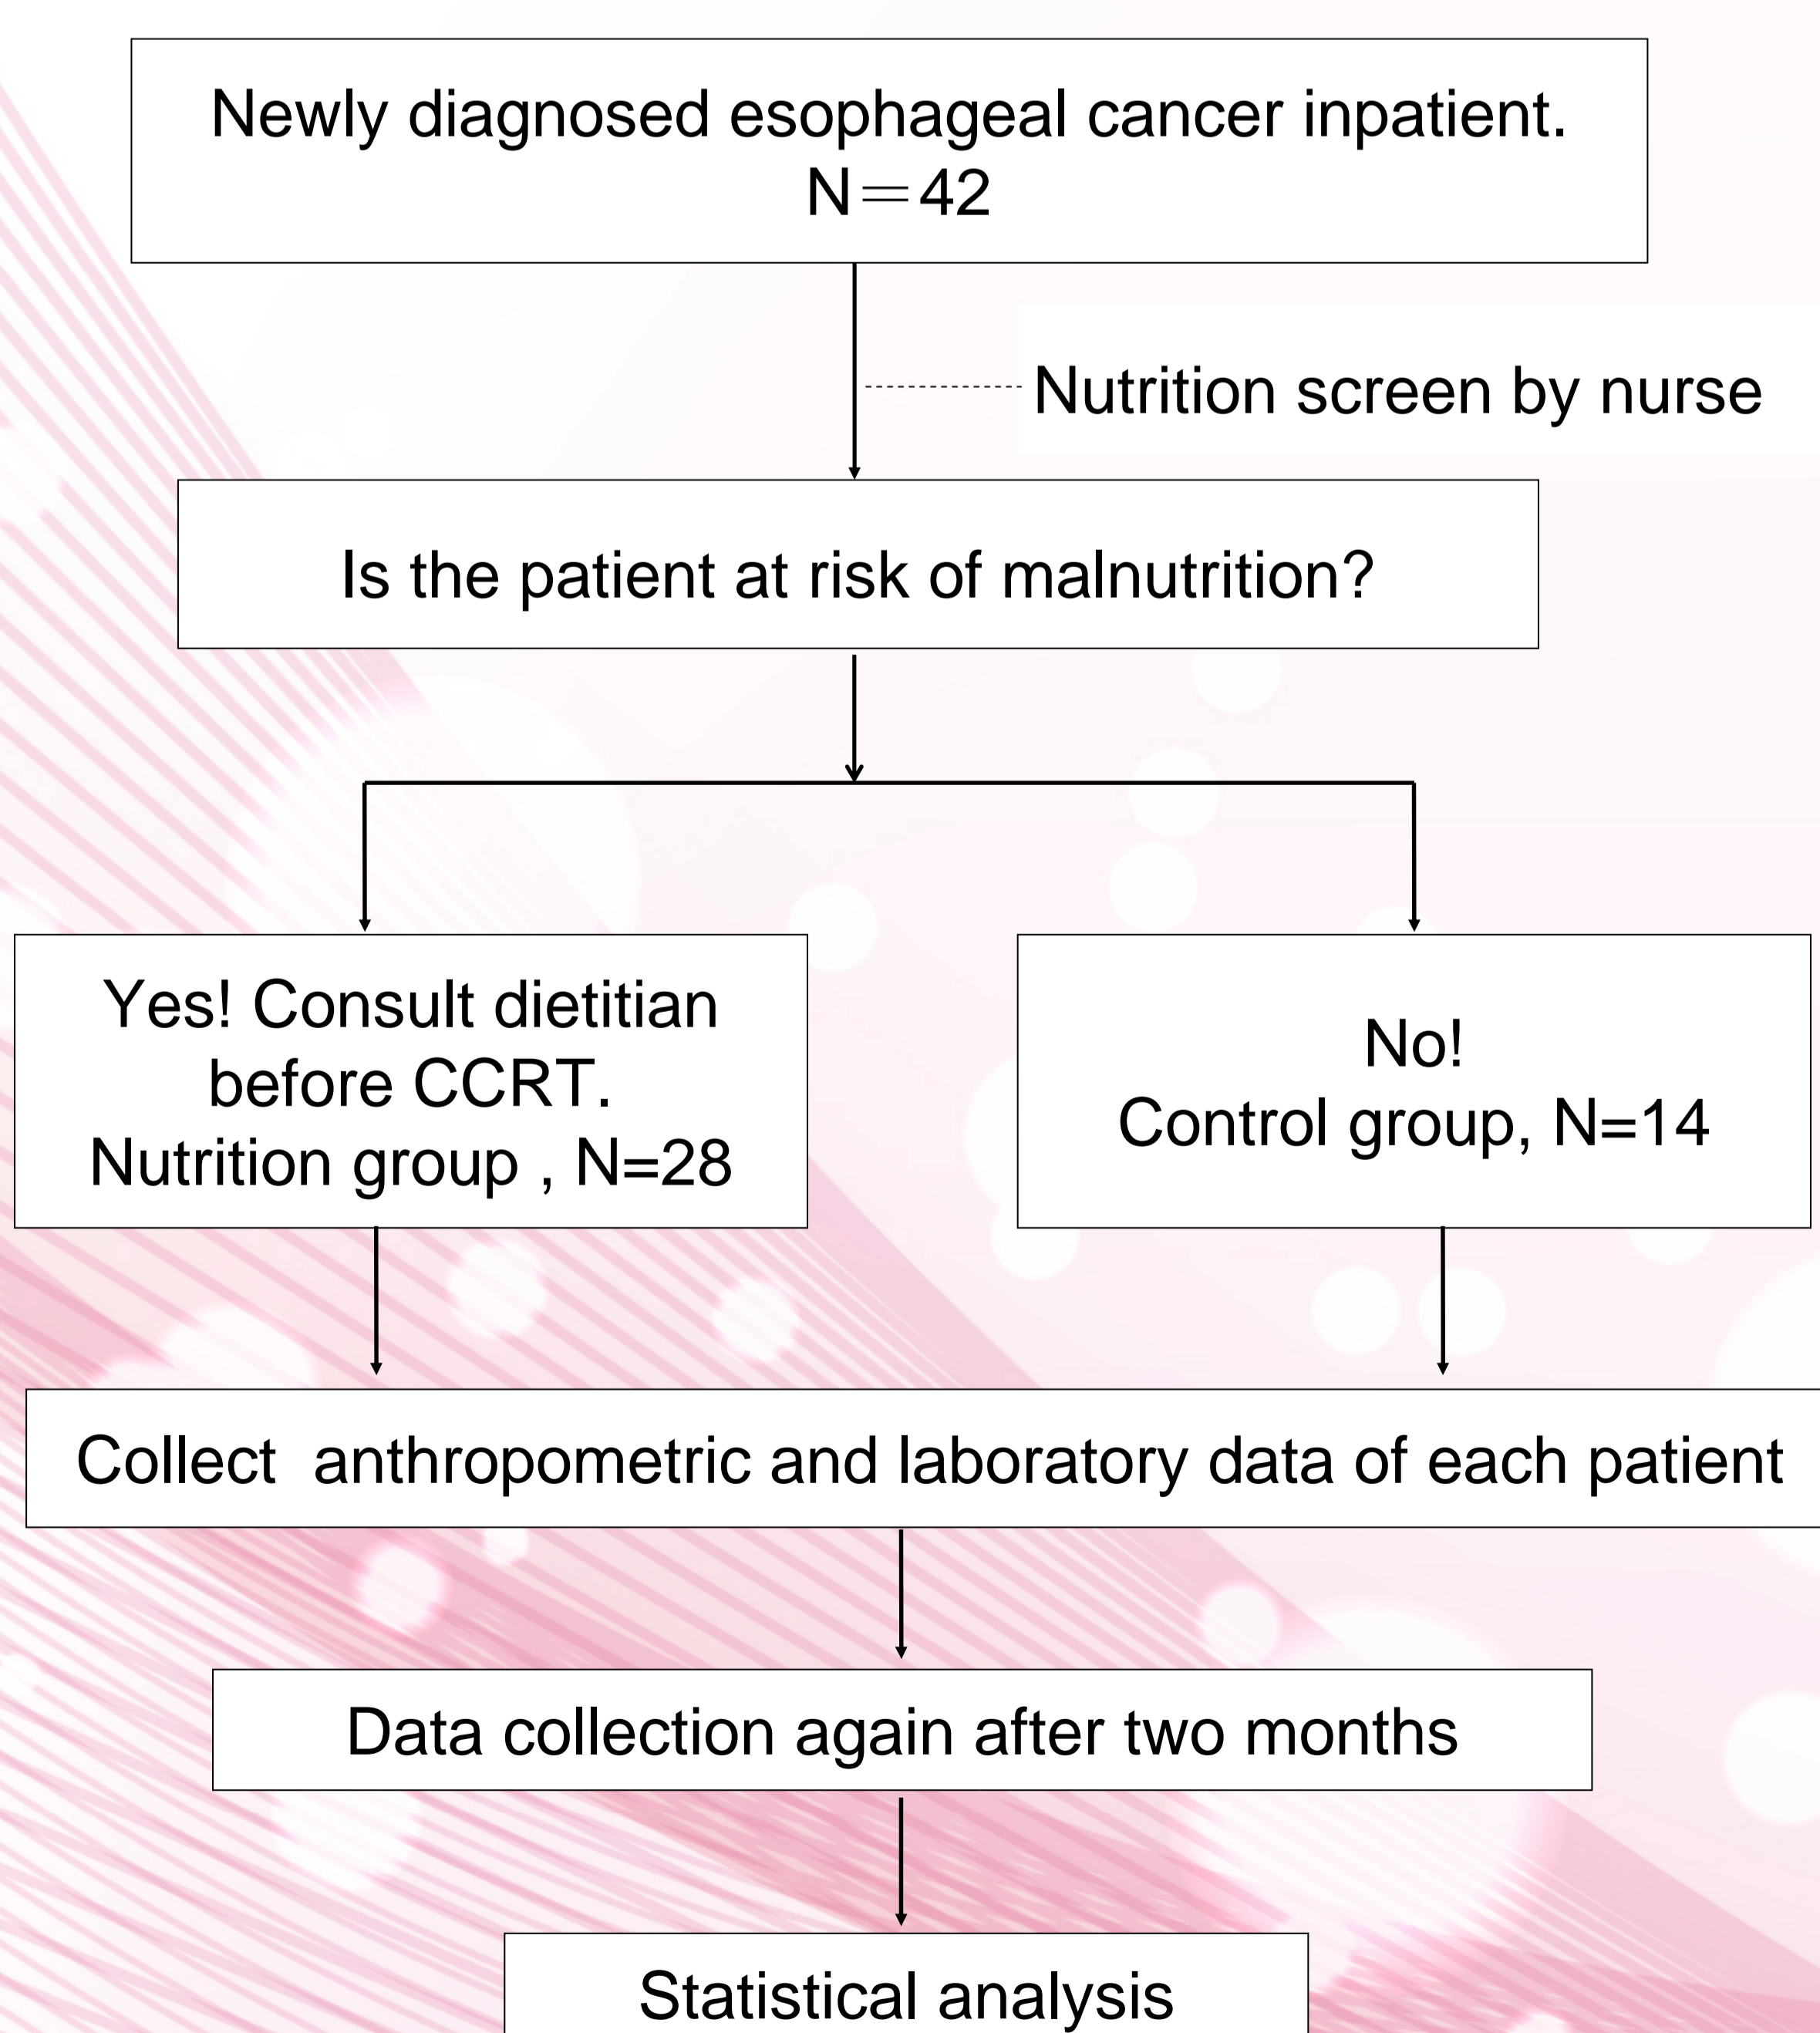 Newly diagnosed esophageal cancer inpatient.
N＝42
Nutrition screen by nurse
Is the patient at risk of malnutrition?
Yes! Consult dietitian
before CCRT.
Nutrition group , N=28
No!
Control group, N=14
Collect  anthropometric and laboratory data of each patient
Data collection again after two months
Statistical analysis